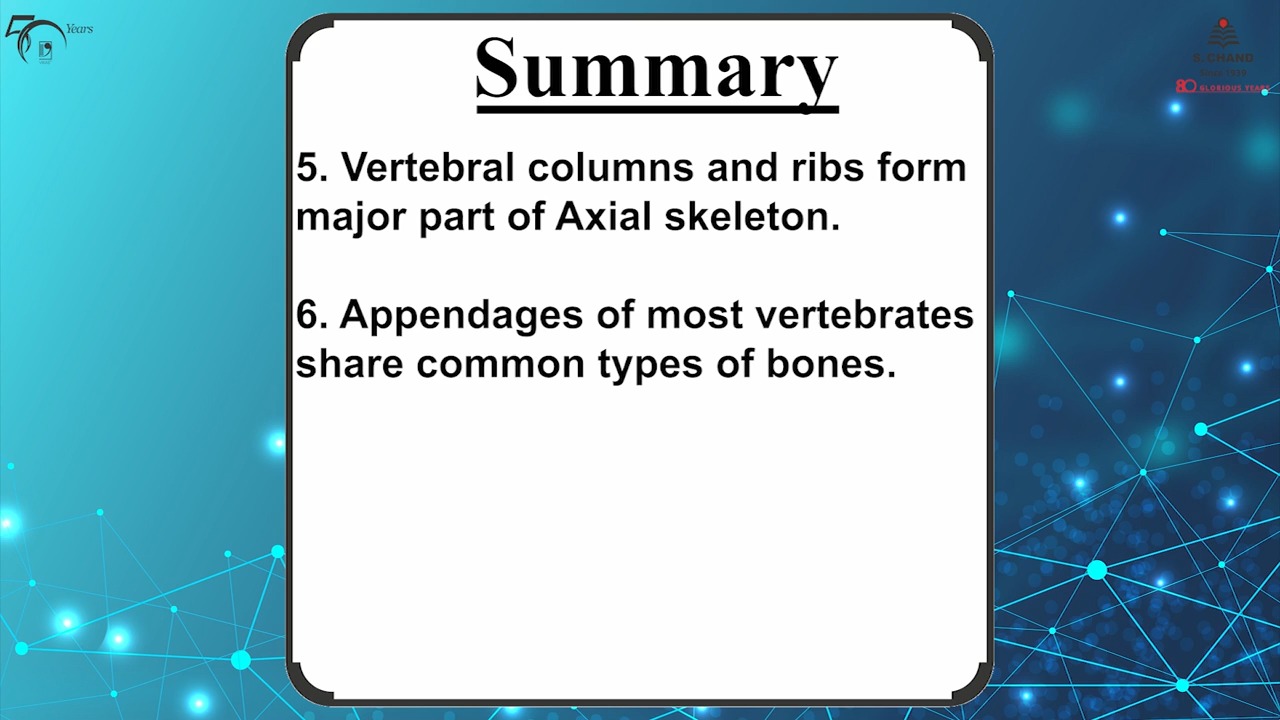 50 Years
S. CHAND
80 GLORIOUS YEARS
Summary
5. Vertebral columns and ribs form
major part of Axial skeleton.
6. Appendages of most vertebrates
share common types of bones.